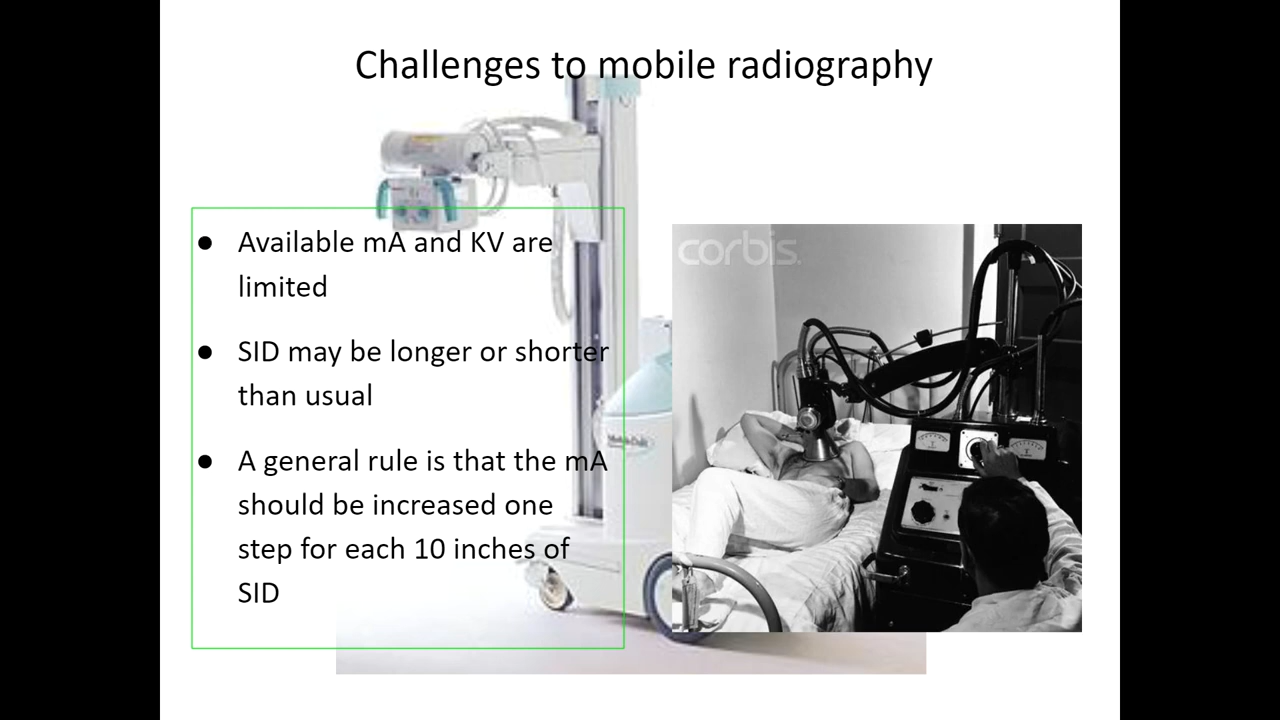 Challenges to mobile radiography
● Available mA and KV are
limited
● SID may be longer or shorter
than usual
● A general rule is that the mA
should be increased one
step for each 10 inches of
SID
corbis.